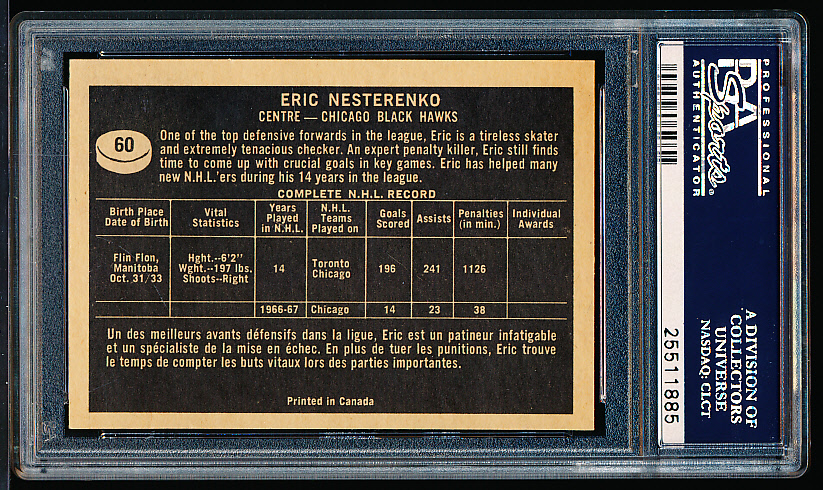 ERIC NESTERENKO
CENTRE — CHICAGO BLACK HAWKS
60
One of the top defensive forwards in the league, Eric is a tireless skater
and extremely tenacious checker. An expert penalty killer, Eric still finds
time to come up with crucial goals in key games. Eric has helped many
new N.H.L.'ers during his 14 years in the league.
COMPLETE N.H.L. RECORD
Birth Place
Date of Birth
Vital
Statistics
Years
Played
in N.H.L.
N.H.L.
Teams
Played on
Goals
Scored
Assists
Penalties
(in min.)
Individual
Awards
Flin Flon,
Manitoba
Oct. 31/33
Hght.--6'2"
Wght.--197 lbs.
Shoots--Right
14
Toronto
Chicago
196
241
1126
1966-67
Chicago
14
23
38
Un des meilleurs avants défensifs dans la ligue, Eric est un patineur infatigable
et un spécialiste de la mise en échec. En plus de tuer les punitions, Eric trouve
le temps de compter les buts vitaux lors des parties importantes.
Printed in Canada
PROFESSIONAL
PSA
Sports®
AUTHENTICATOR
25511885
A DIVISION OF
COLLECTORS
UNIVERSE
NASDAQ: CLCT